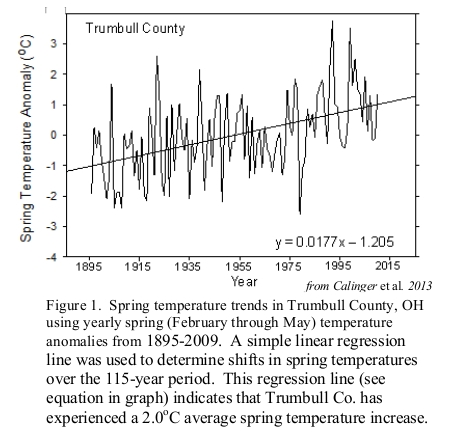 Trumbull County
3
2
1
0
-1
-2
-3
-4
Spring Temperature Anomaly (ºC)
y = 0.0177x – 1.205
1895 1915 1935 1955 1975 1995 2015
Year
from Calinger et al. 2013
Figure 1. Spring temperature trends in Trumbull County, OH
using yearly spring (February through May) temperature
anomalies from 1895-2009. A simple linear regression
line was used to determine shifts in spring temperatures
over the 115-year period. This regression line (see
equation in graph) indicates that Trumbull Co. has
experienced a 2.0ºC average spring temperature increase.